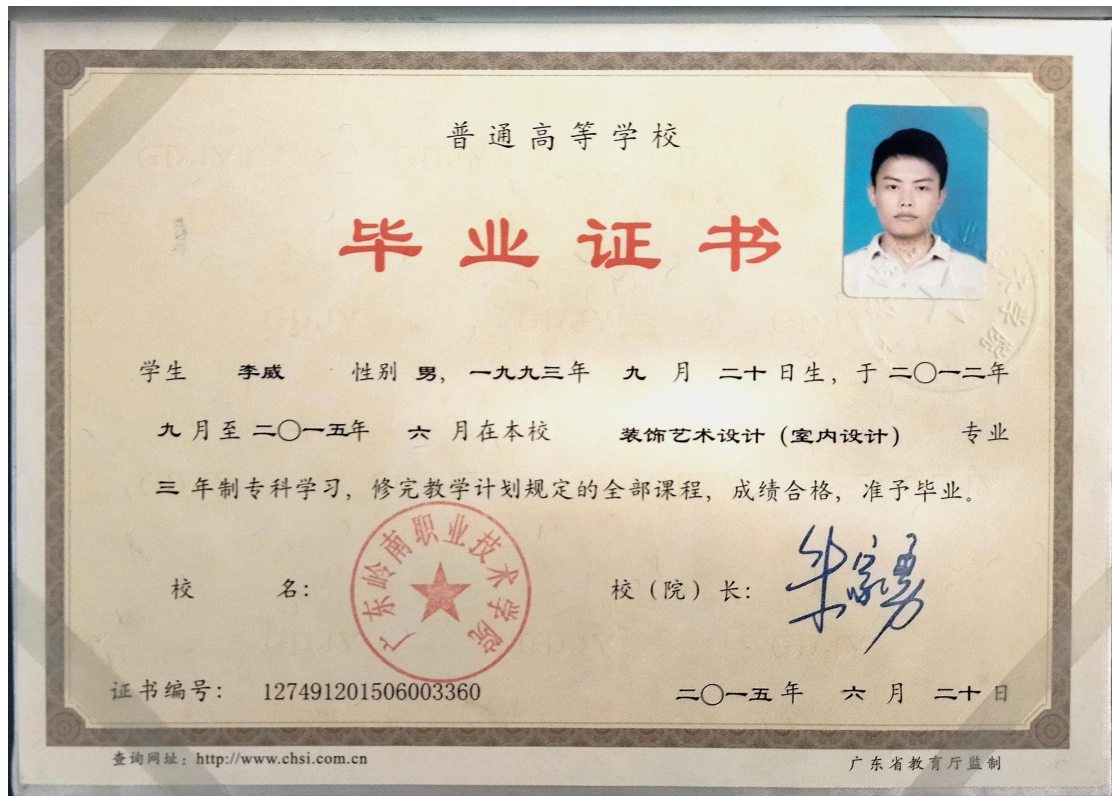 普通高等学校
毕业证书
学生 李威 性别 男，一九九三年 九 月 二十日生，于二〇一二年
九月至二〇一五年 六 月在本校 装饰艺术设计（室内设计） 专业
三 年制专科学习，修完教学计划规定的全部课程，成绩合格，准予毕业。
校 名：
广东岭南职业技术学院
校（院）长：
证书编号： 127491201506003360
二〇一五年 六 月 二十日
查询网址：http://www.chsi.com.cn
广东省教育厅监制